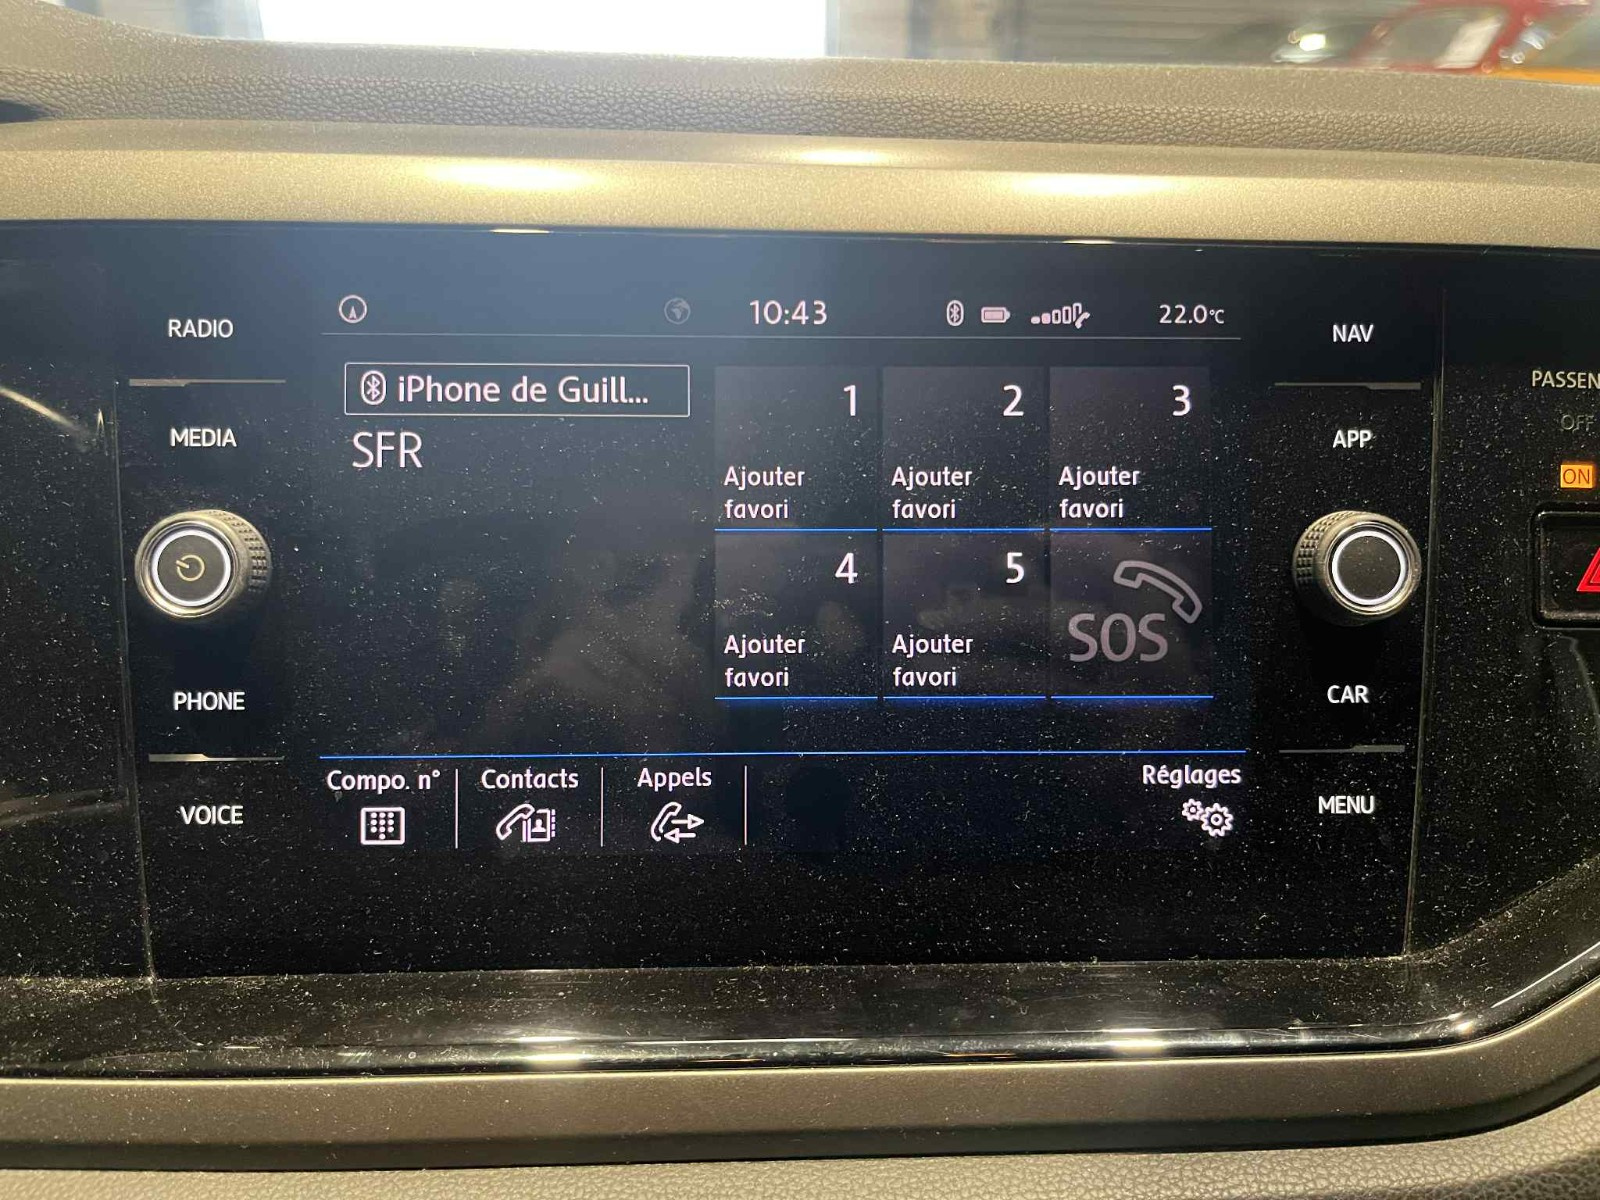 10:43
22.0°C
RADIO
MEDIA
PHONE
VOICE
iPhone de Guill...
SFR
1
2
3
Ajouter
favori
Ajouter
favori
Ajouter
favori
4
5
SOS
Ajouter
favori
Ajouter
favori
Compo. n°
Contacts
Appels
Réglages
NAV
APP
CAR
MENU
PASSEN
OFF
ON